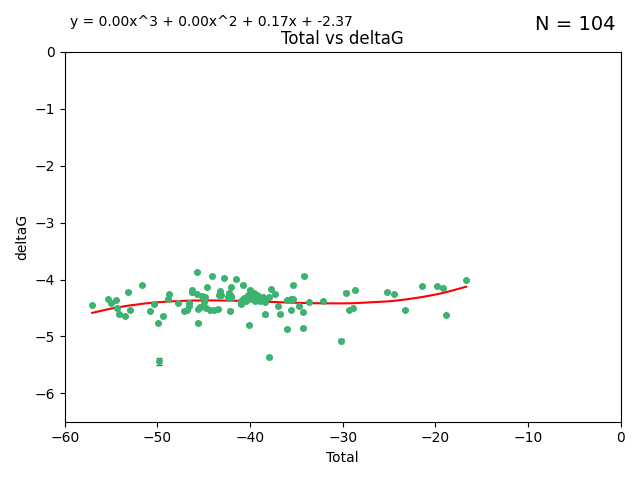 y = 0.00x^3 + 0.00x^2 + 0.17x + -2.37
N = 104
Total vs deltaG
0
−1
−2
−3
−4
−5
−6
deltaG
−60 −50 −40 −30 −20 −10 0
Total